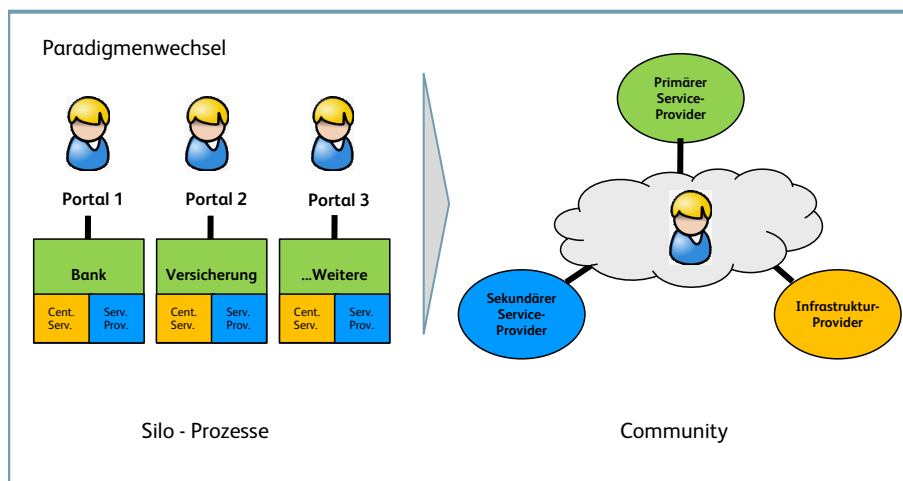 Paradigmenwechsel
Portal 1
Portal 2
Portal 3
Bank
Versicherung
...Weitere
Cent.
Serv.
Serv.
Prov.
Cent.
Serv.
Serv.
Prov.
Cent.
Serv.
Serv.
Prov.
Silo - Prozesse
Primärer
Service-
Provider
Sekundärer
Service-
Provider
Infrastruktur-
Provider
Community